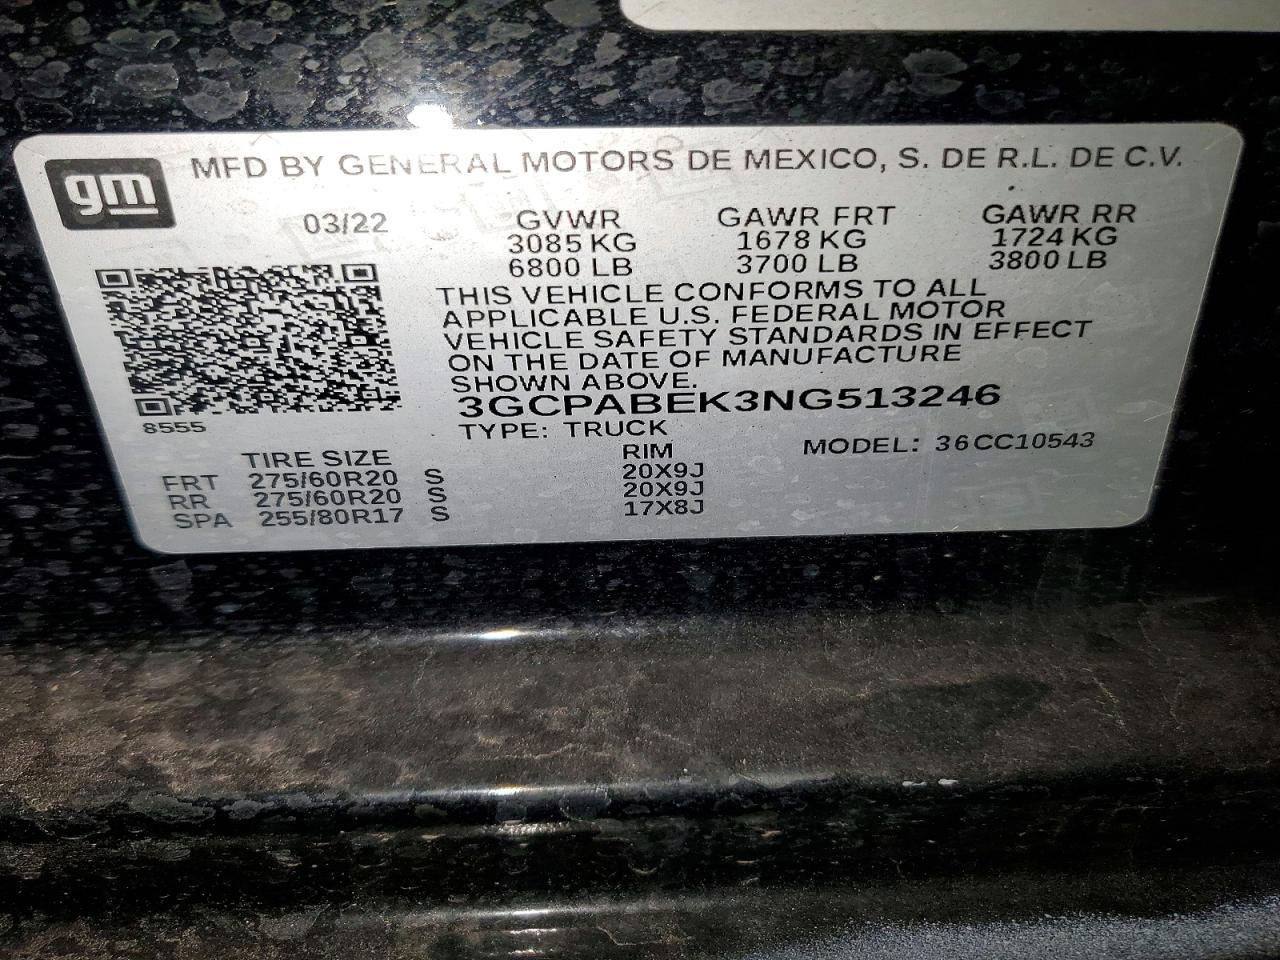 gm
MFD BY GENERAL MOTORS DE MEXICO, S. DE R.L. DE C.V.
03/22
GVWR GAWR FRT GAWR RR
3085 KG 1678 KG 1724 KG
6800 LB 3700 LB 3800 LB
THIS VEHICLE CONFORMS TO ALL
APPLICABLE U.S. FEDERAL MOTOR
VEHICLE SAFETY STANDARDS IN EFFECT
ON THE DATE OF MANUFACTURE
SHOWN ABOVE.
3GCPABEK3NG513246
8555
TYPE: TRUCK
MODEL: 36CC10543
TIRE SIZE RIM
FRT 275/60R20 S 20X9J
RR 275/60R20 S 20X9J
SPA 255/80R17 S 17X8J